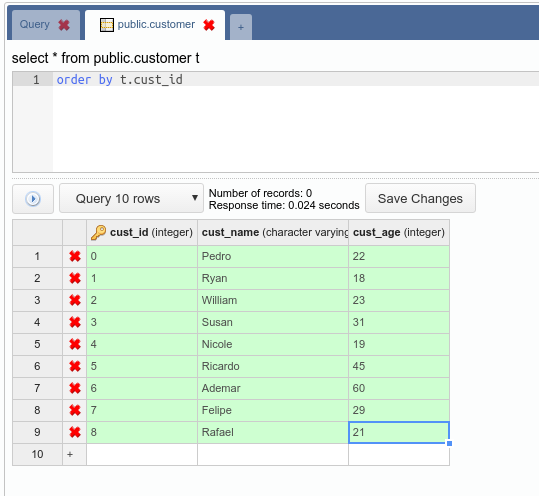 Query public.customer +
select * from public.customer t
1 order by t.cust_id
Query 10 rows Number of records: 0 Save Changes
Response time: 0.024 seconds
cust_id (integer) cust_name (character varying cust_age (integer)
1 0 Pedro 22
2 1 Ryan 18
3 2 William 23
4 3 Susan 31
5 4 Nicole 19
6 5 Ricardo 45
7 6 Ademar 60
8 7 Felipe 29
9 8 Rafael 21
10 +